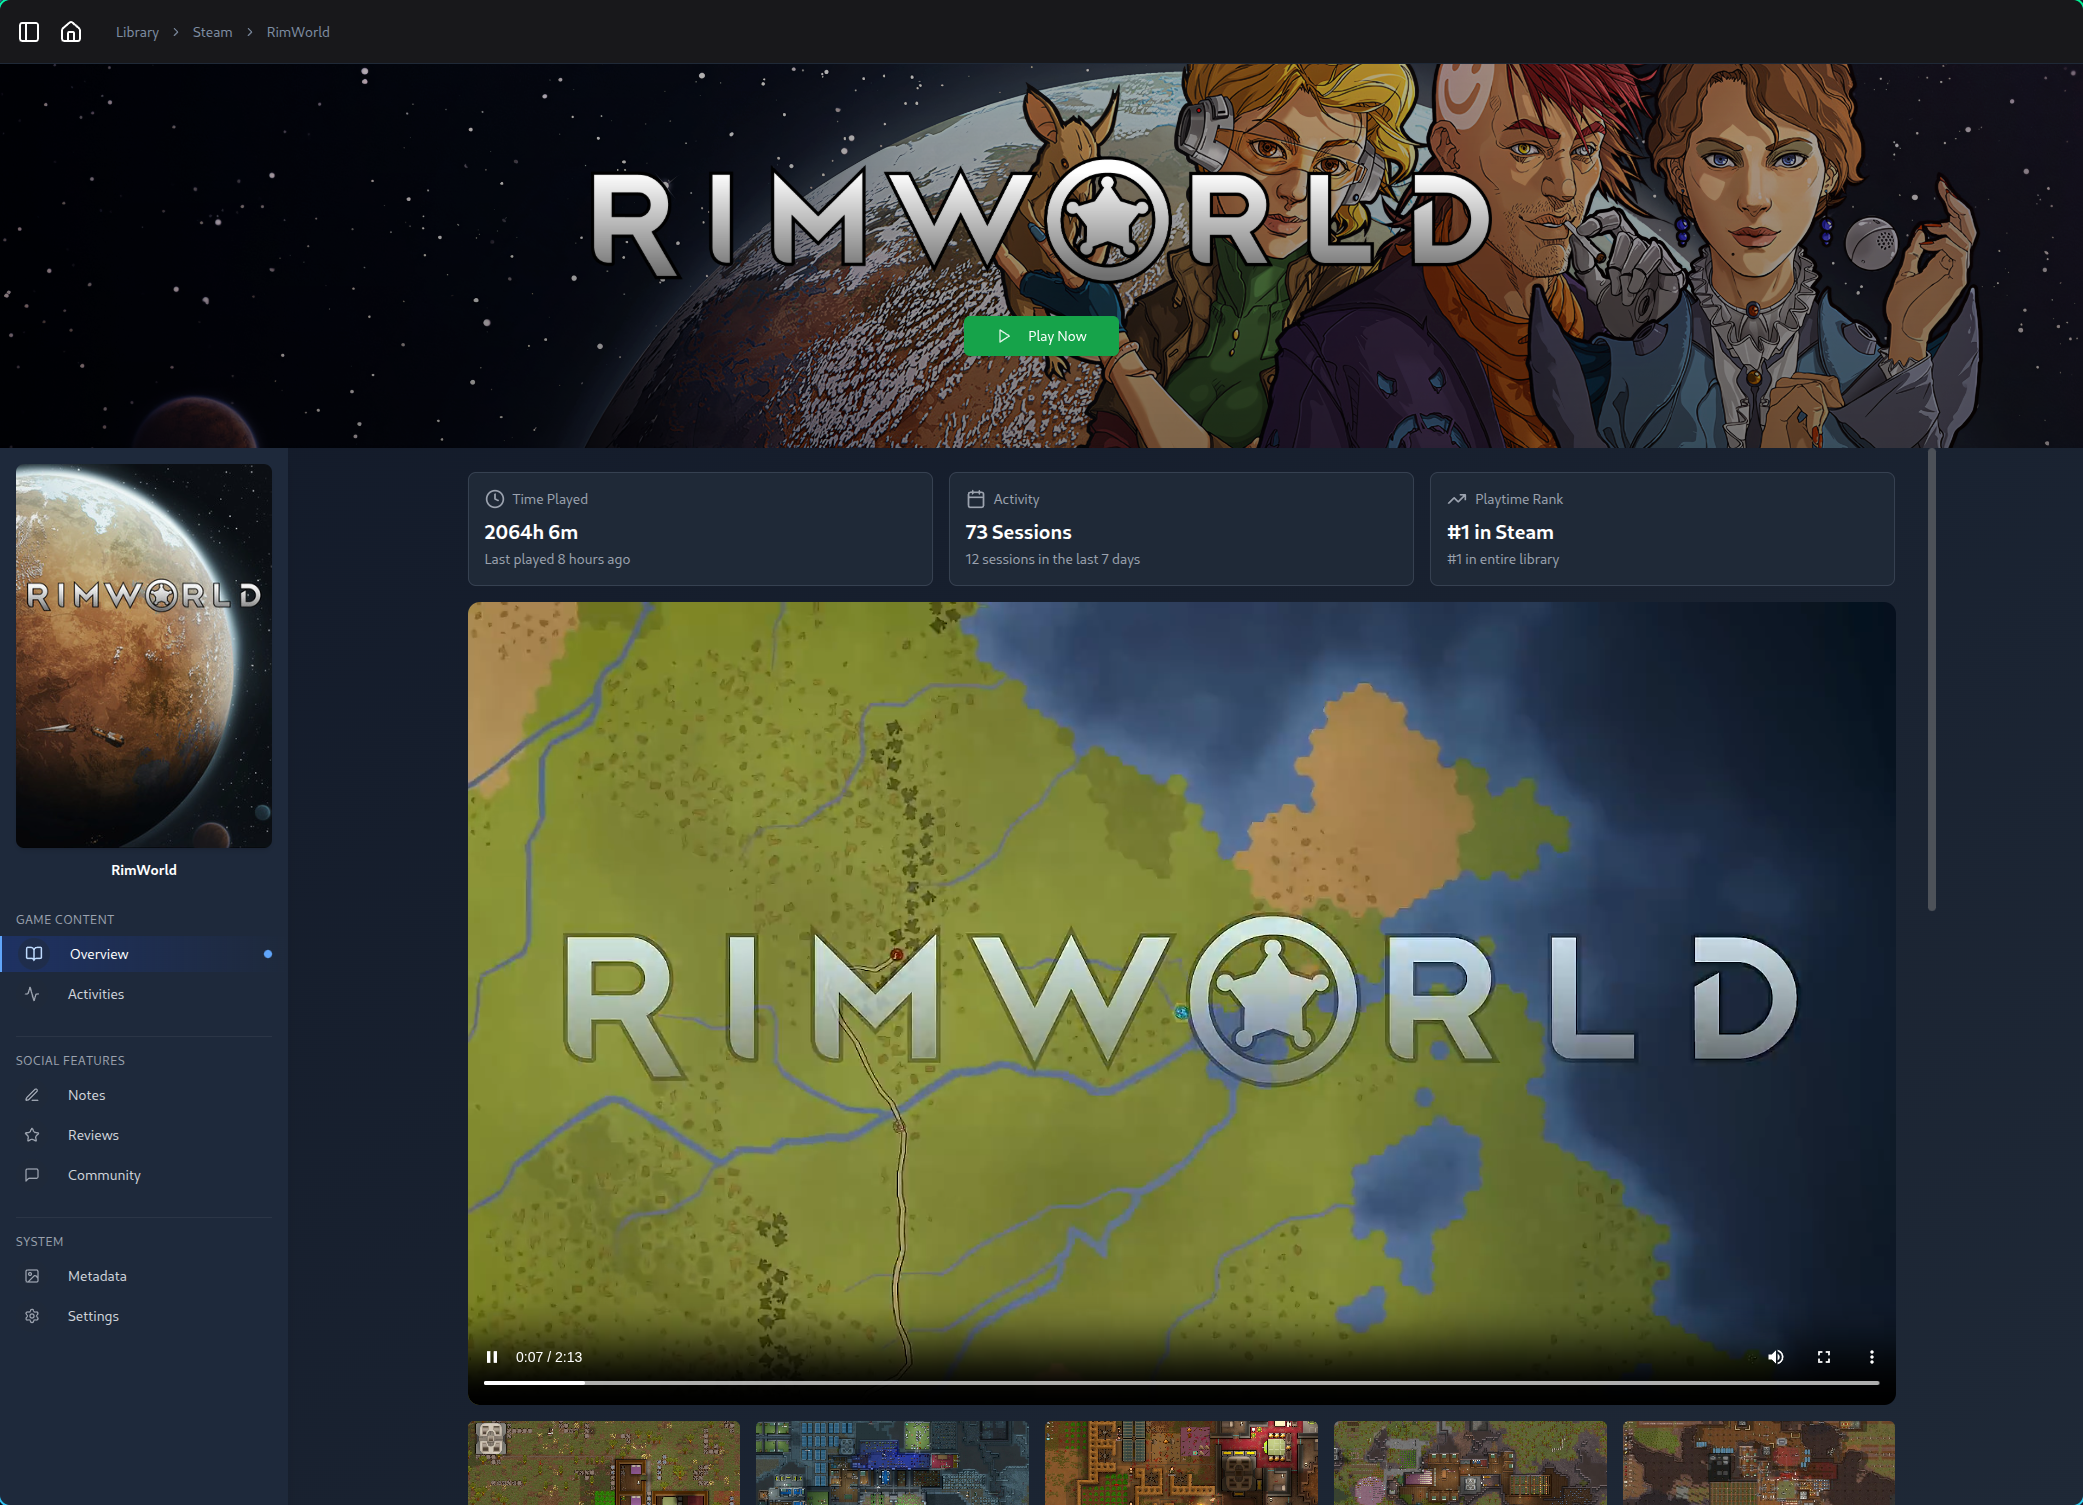 Library > Steam > RimWorld
RIMWORLD
Play Now
RIMWORLD
RimWorld
GAME CONTENT
Overview
Activities
SOCIAL FEATURES
Notes
Reviews
Community
SYSTEM
Metadata
Settings
Time Played
2064h 6m
Last played 8 hours ago
Activity
73 Sessions
12 sessions in the last 7 days
Playtime Rank
#1 in Steam
#1 in entire library
RIMWORLD
0:07 / 2:13